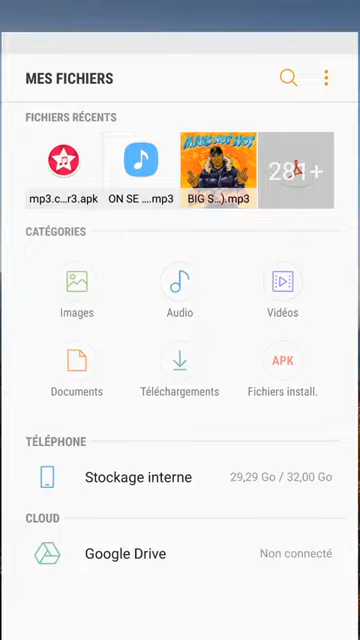 MES FICHIERS
FICHIERS RÉCENTS
281+
mp3.c...r3.apk
ON SE ....mp3
BIG S...).mp3
CATÉGORIES
Images
Audio
Vidéos
APK
Documents
Téléchargements
Fichiers install.
TÉLÉPHONE
Stockage interne
29,29 Go / 32,00 Go
CLOUD
Google Drive
Non connecté